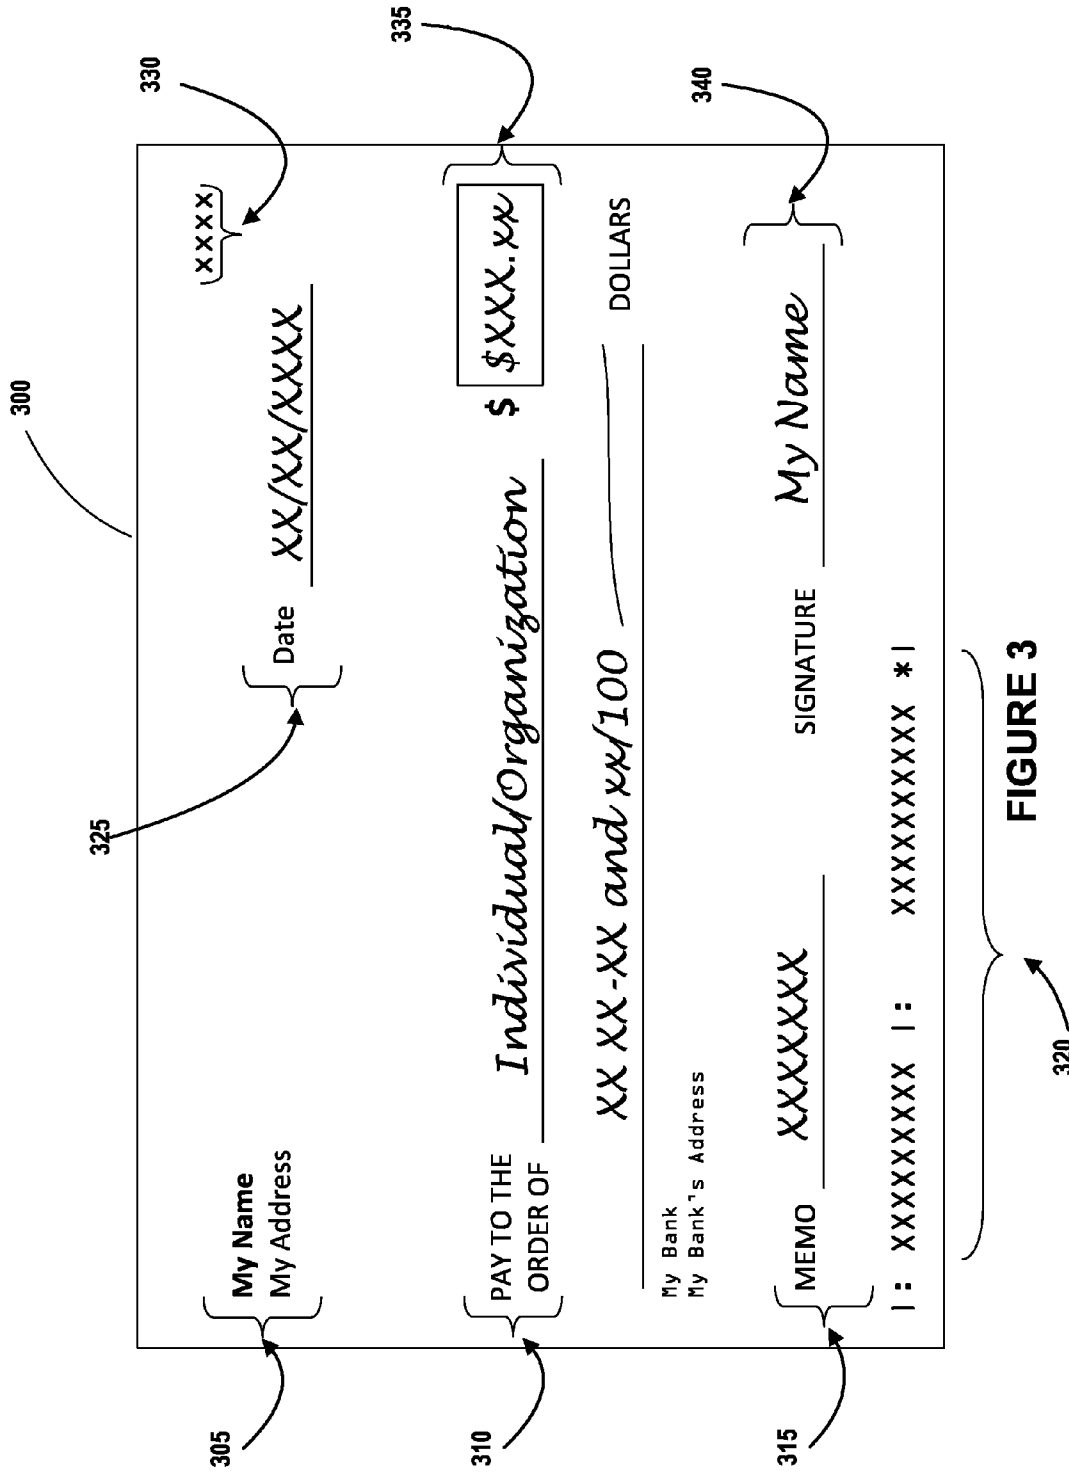 300
330
xxxx
305
My Name
My Address
325
Date XX/XX/XXXX
335
310
PAY TO THE
ORDER OF Individual/Organization $ $XXX.xx
XX XX-XX and xx/100 DOLLARS
My Bank
My Bank's Address
340
315
MEMO XXXXXXX SIGNATURE My Name
|: XXXXXXXXX |: XXXXXXXXXX *|
320
FIGURE 3